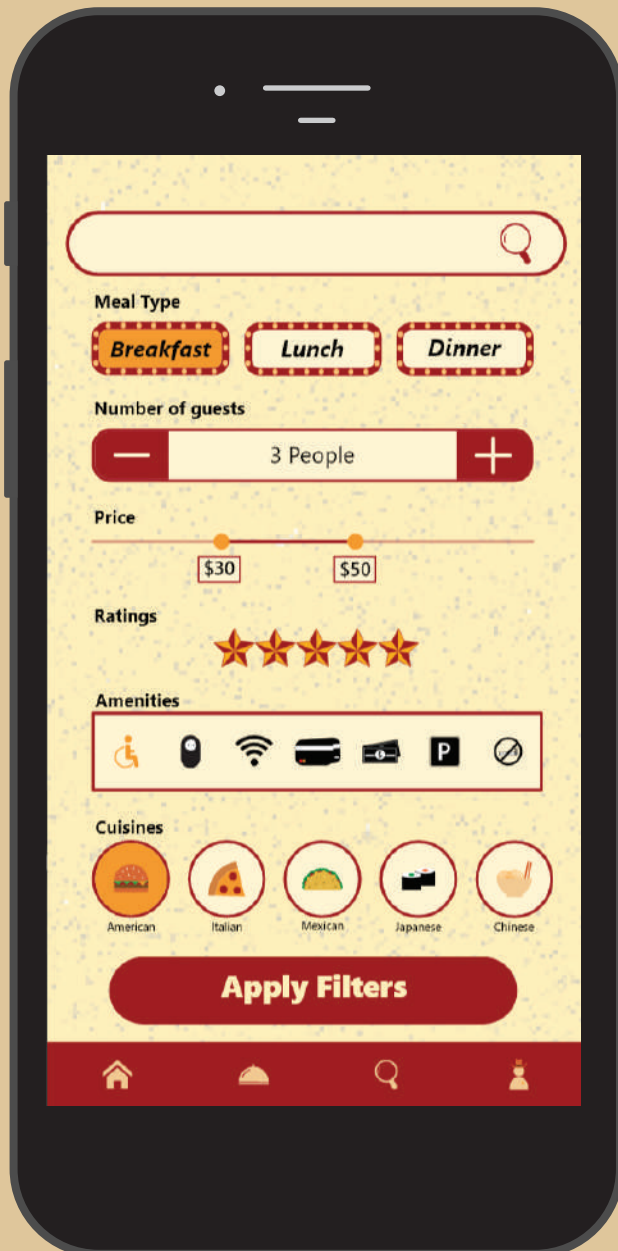 Meal Type
Breakfast Lunch Dinner
Number of guests
3 People
Price
$30 $50
Ratings
Amenities
P
Cuisines
American Italian Mexican Japanese Chinese
Apply Filters